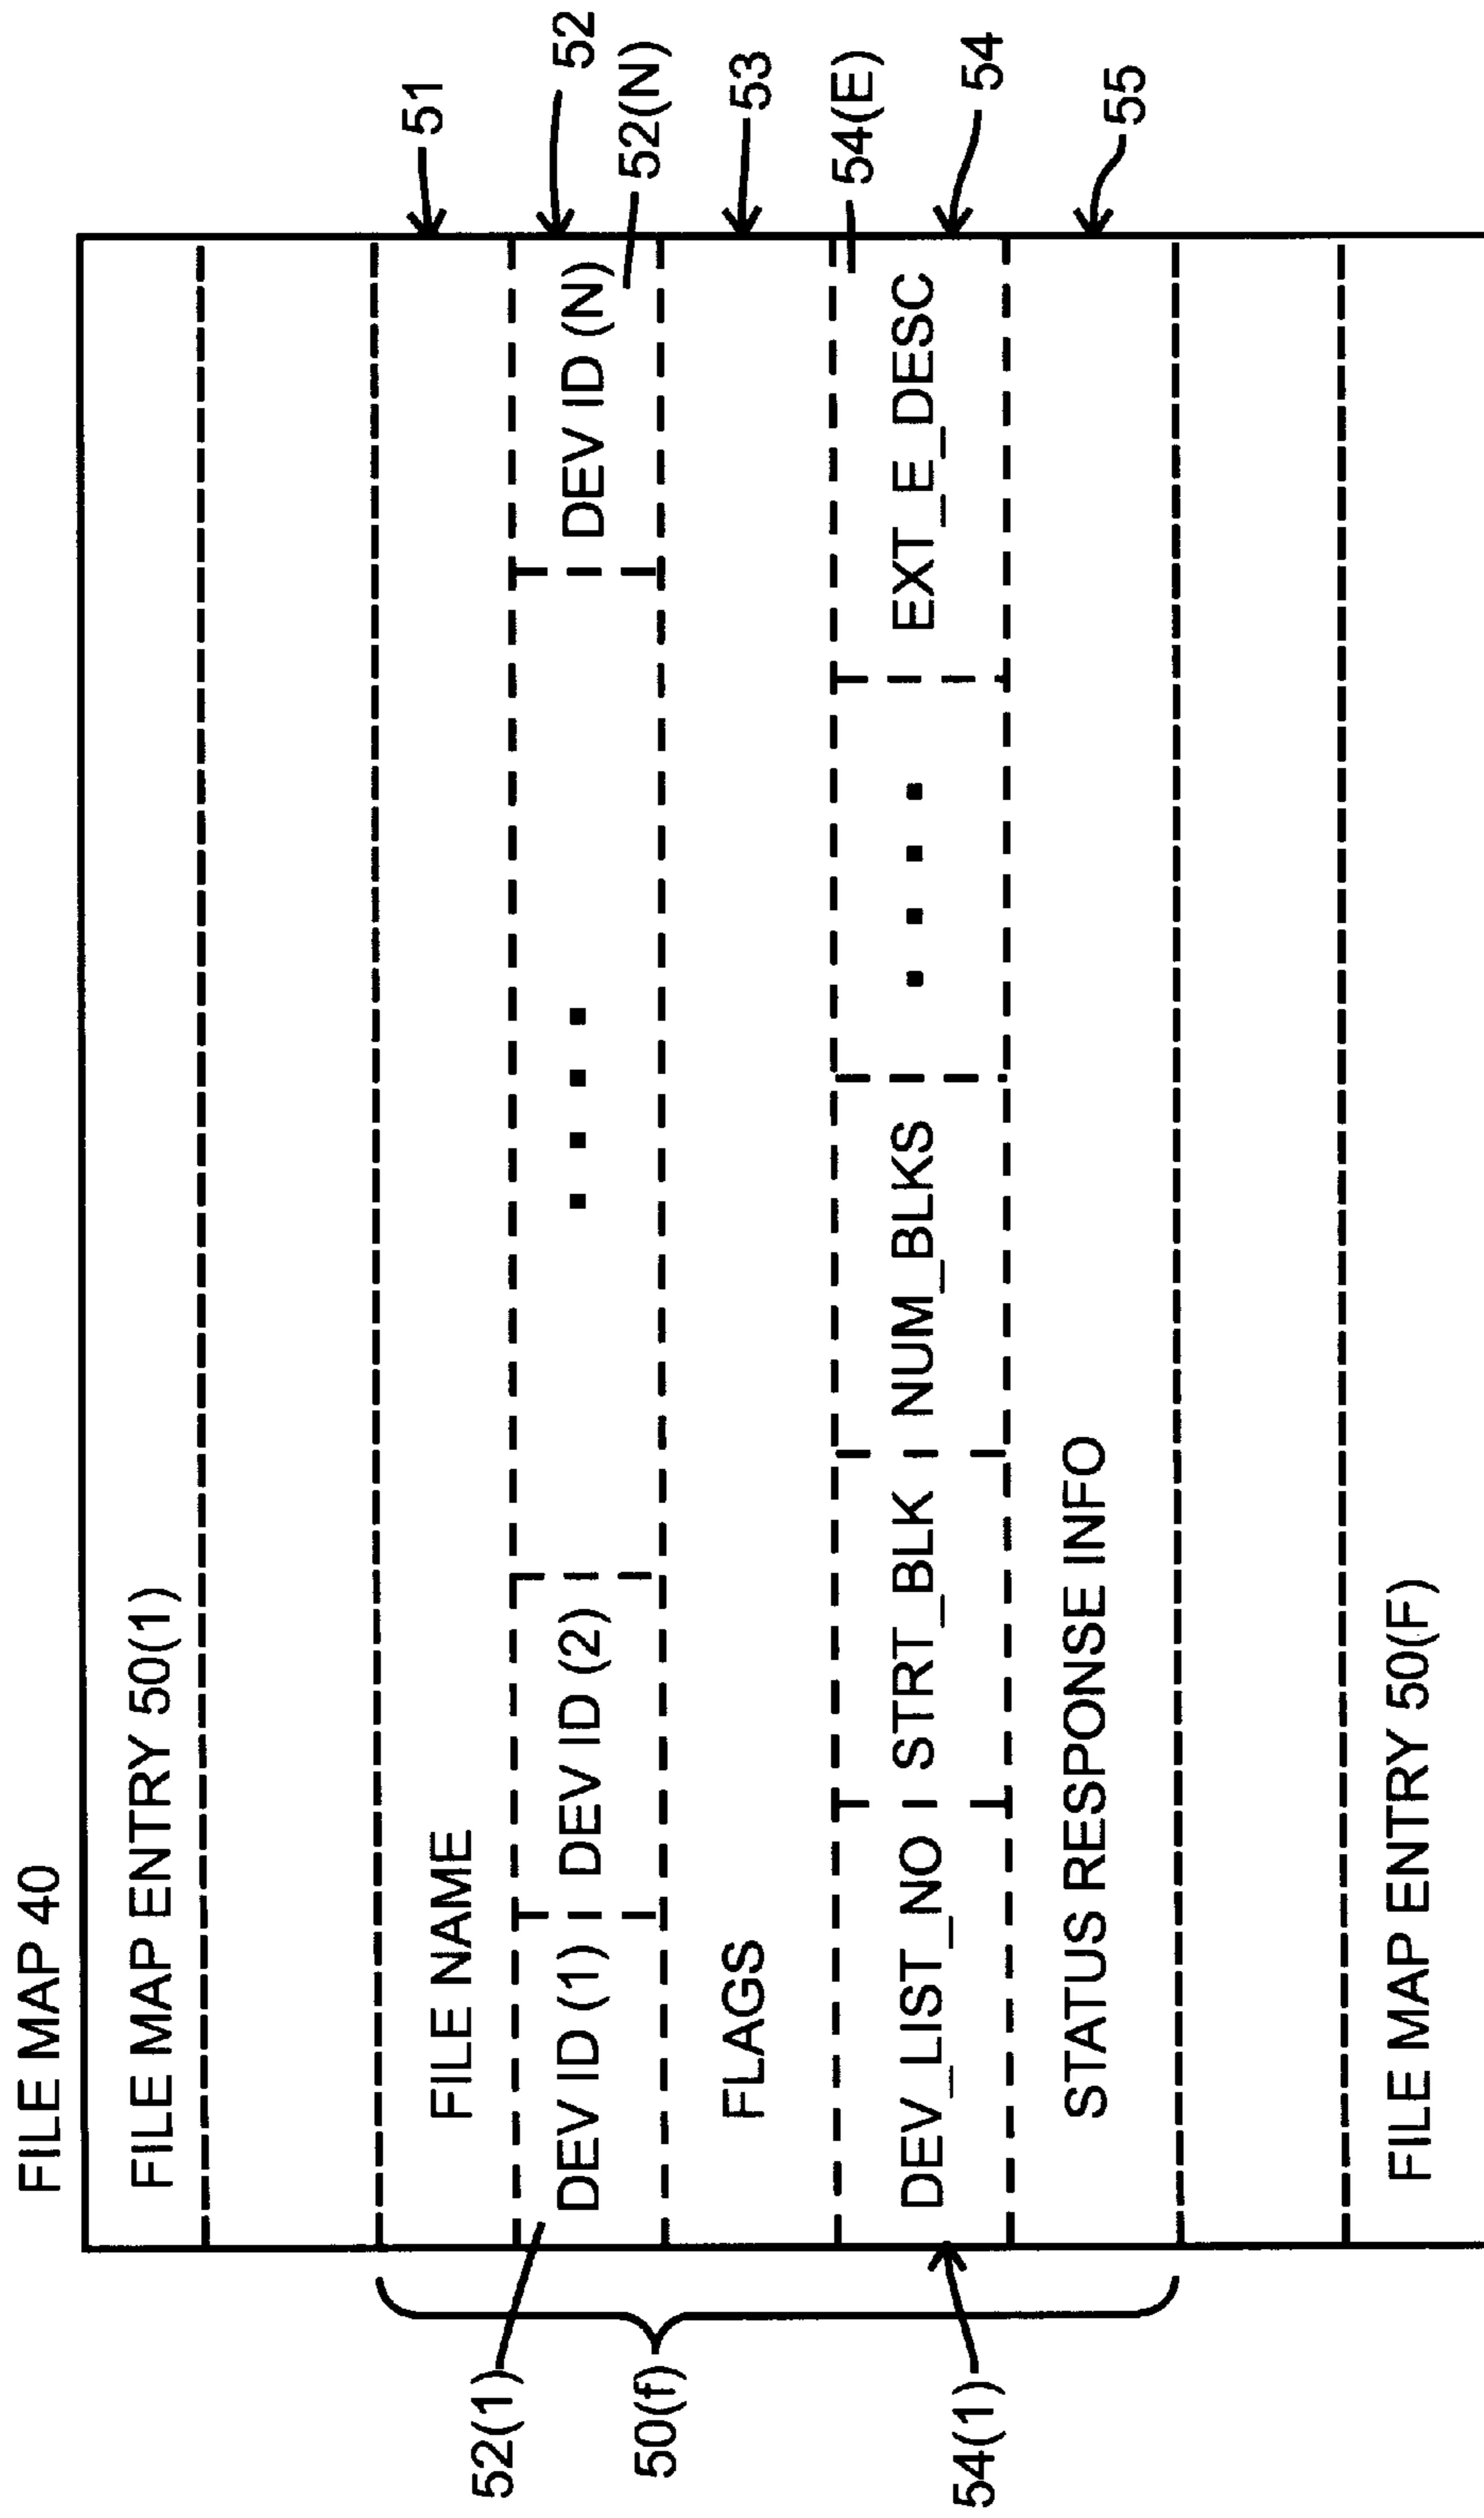 FILE MAP 40
FILE MAP ENTRY 50(1)
51
FILE NAME
52
52(1)
DEV ID (1) DEV ID (2) . . . . DEV ID (N)
52(N)
50(f)
FLAGS
53
54(E)
DEV_LIST_NO STRT_BLK NUM_BLKS . . . . EXT_E_DESC
54
54(1)
STATUS RESPONSE INFO
55
FILE MAP ENTRY 50(F)